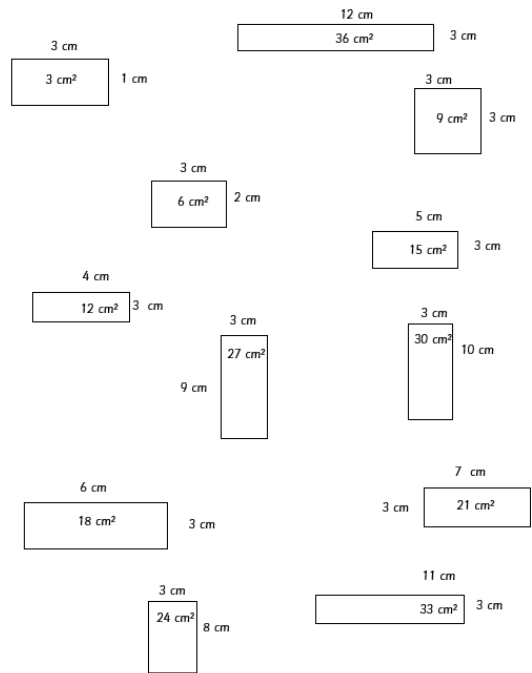 12 cm
36 cm² 3 cm
3 cm
3 cm² 1 cm
3 cm
9 cm² 3 cm
3 cm
6 cm² 2 cm
5 cm
15 cm² 3 cm
4 cm
12 cm² 3 cm
3 cm
27 cm²
9 cm
3 cm
30 cm² 10 cm
6 cm
18 cm² 3 cm
7 cm
3 cm 21 cm²
3 cm
24 cm² 8 cm
11 cm
33 cm² 3 cm